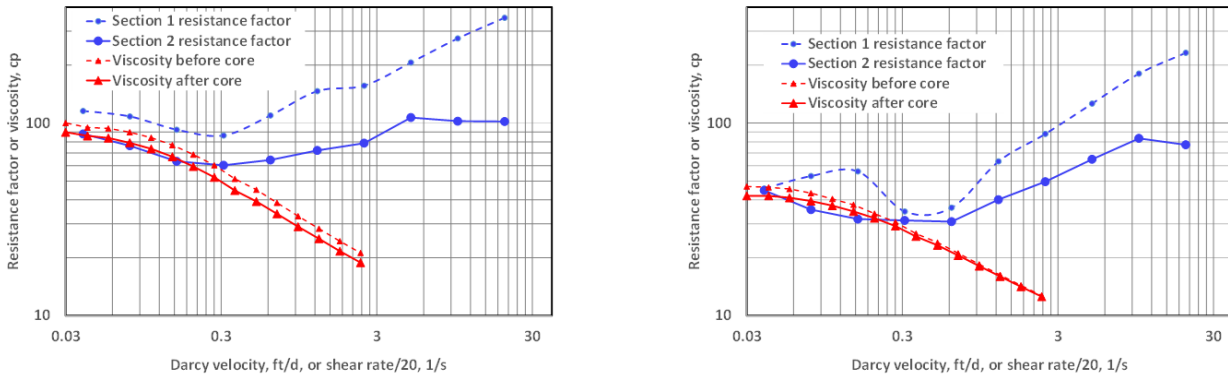 Resistance factor or viscosity, cp
100
10
0.03
0.3
3
30
Darcy velocity, ft/d, or shear rate/20, 1/s
Section 1 resistance factor
Section 2 resistance factor
Viscosity before core
Viscosity after core
Resistance factor or viscosity, cp
100
10
0.03
0.3
3
30
Darcy velocity, ft/d, or shear rate/20, 1/s
Section 1 resistance factor
Section 2 resistance factor
Viscosity before core
Viscosity after core